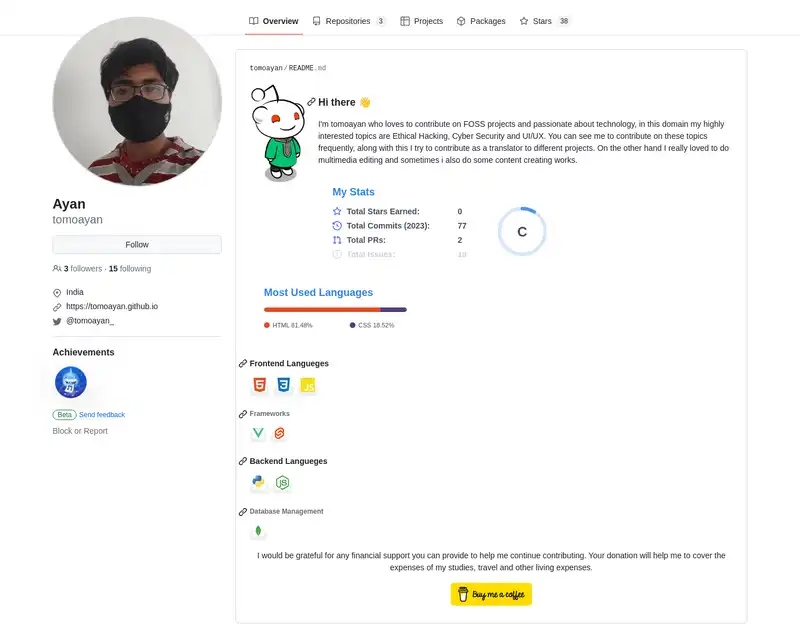 Overview Repositories 3 Projects Packages Stars 38
tomoayan/README.md
Hi there 👋
I'm tomoayan who loves to contribute on FOSS projects and passionate about technology, in this domain my highly
interested topics are Ethical Hacking, Cyber Security and UI/UX. You can see me to contribute on these topics
frequently, along with this I try to contribute as a translator to different projects. On the other hand I really loved to do
multimedia editing and sometimes i also do some content creating works.
Ayan
tomoayan
Follow
3 followers · 15 following
India
https://tomoayan.github.io
@tomoayan_
Achievements
Beta Send feedback
Block or Report
My Stats
Total Stars Earned: 0
Total Commits (2023): 77
Total PRs: 2
Total Issues: 10
C
Most Used Languages
HTML 81.48% CSS 18.52%
Frontend Langueges
5 3 JS
Frameworks
Backend Langueges
JS
Database Management
I would be grateful for any financial support you can provide to help me continue contributing. Your donation will help me to cover the
expenses of my studies, travel and other living expenses.
Buy me a coffee